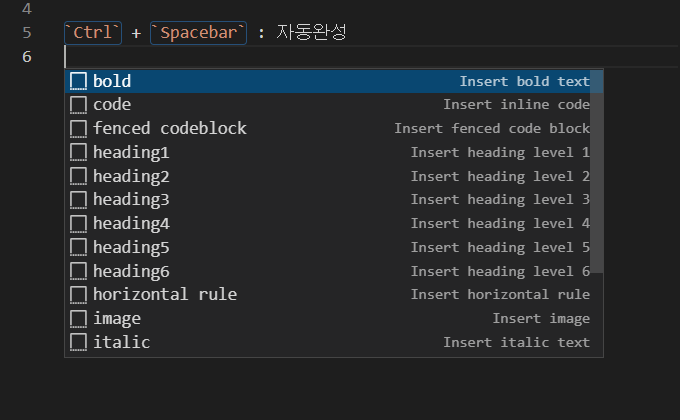 4
5 `Ctrl` + `Spacebar` : 자동완성
6
bold Insert bold text
code Insert inline code
fenced codeblock Insert fenced code block
heading1 Insert heading level 1
heading2 Insert heading level 2
heading3 Insert heading level 3
heading4 Insert heading level 4
heading5 Insert heading level 5
heading6 Insert heading level 6
horizontal rule Insert horizontal rule
image Insert image
italic Insert italic text